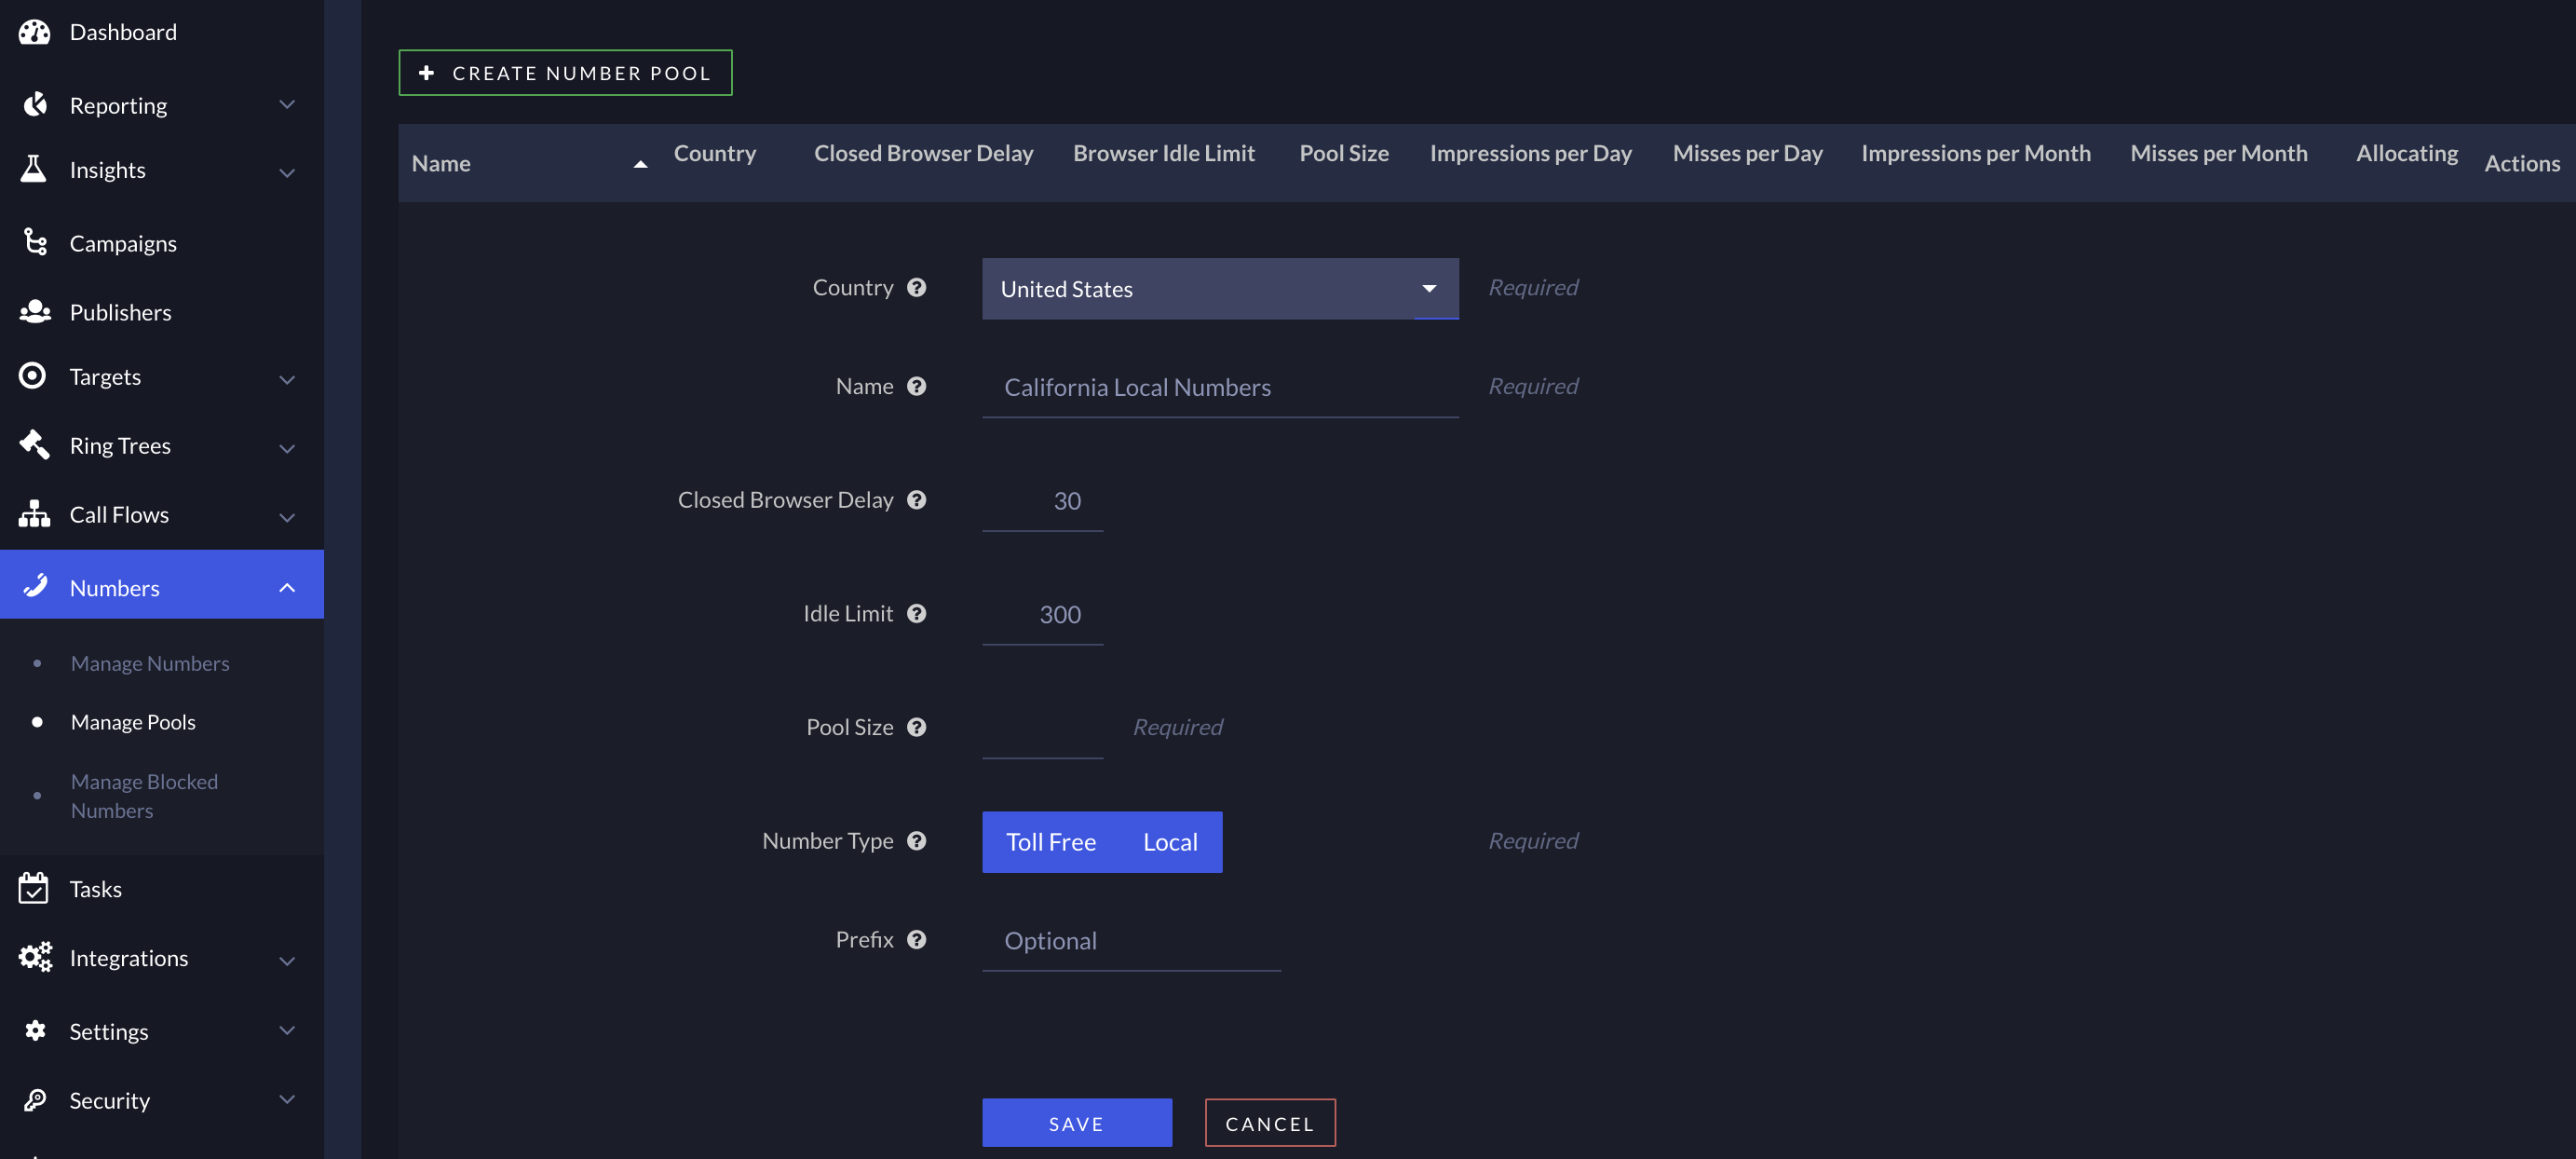 Dashboard
Reporting
Insights
Campaigns
Publishers
Targets
Ring Trees
Call Flows
Numbers
Manage Numbers
Manage Pools
Manage Blocked
Numbers
Tasks
Integrations
Settings
Security
+ CREATE NUMBER POOL
Name Country Closed Browser Delay Browser Idle Limit Pool Size Impressions per Day Misses per Day Impressions per Month Misses per Month Allocating Actions
Country ? United States Required
Name ? California Local Numbers Required
Closed Browser Delay ? 30
Idle Limit ? 300
Pool Size ? Required
Number Type ? Toll Free Local Required
Prefix ? Optional
SAVE CANCEL